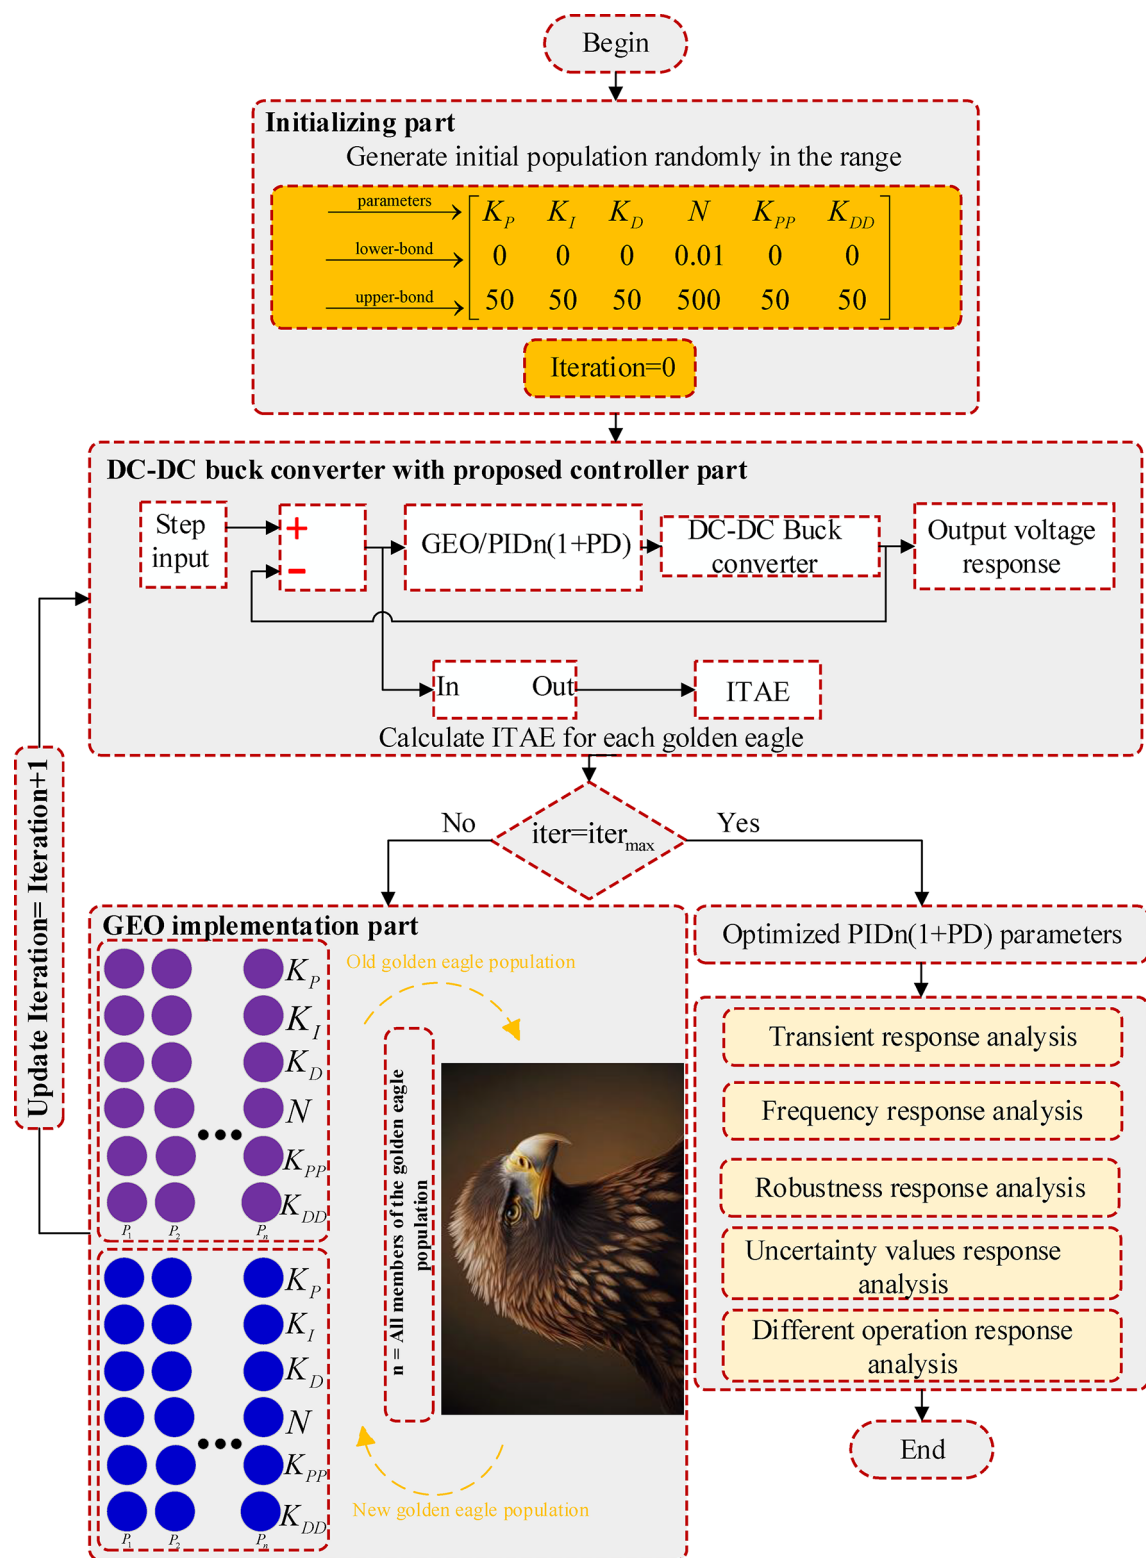 Begin
Initializing part
Generate initial population randomly in the range
parameters K_P K_I K_D N K_PP K_DD
lower-bond 0 0 0 0.01 0 0
upper-bond 50 50 50 500 50 50
Iteration=0
DC-DC buck converter with proposed controller part
Step
input
+
−
GEO/PIDn(1+PD)
DC-DC Buck
converter
Output voltage
response
In Out
ITAE
Calculate ITAE for each golden eagle
Update Iteration= Iteration+1
No
iter=iter_max
Yes
GEO implementation part
K_P
K_I
K_D
N
K_PP
K_DD
P_1 P_2 P_n
Old golden eagle population
n = All members of the golden eagle
population
K_P
K_I
K_D
N
K_PP
K_DD
P_1 P_2 P_n
New golden eagle population
Optimized PIDn(1+PD) parameters
Transient response analysis
Frequency response analysis
Robustness response analysis
Uncertainty values response
analysis
Different operation response
analysis
End